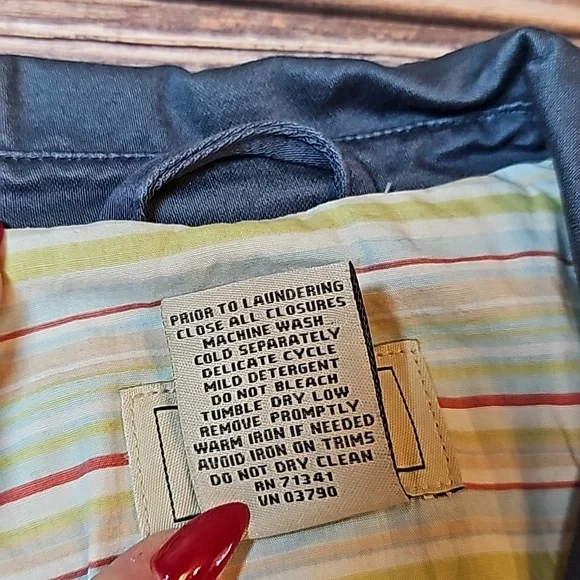 PRIOR TO LAUNDERING
CLOSE ALL CLOSURES
MACHINE WASH
COLD SEPARATELY
DELICATE CYCLE
MILD DETERGENT
DO NOT BLEACH
TUMBLE DRY LOW
REMOVE PROMPTLY
WARM IRON IF NEEDED
AVOID IRON ON TRIMS
DO NOT DRY CLEAN
RN 71341
VN 03790